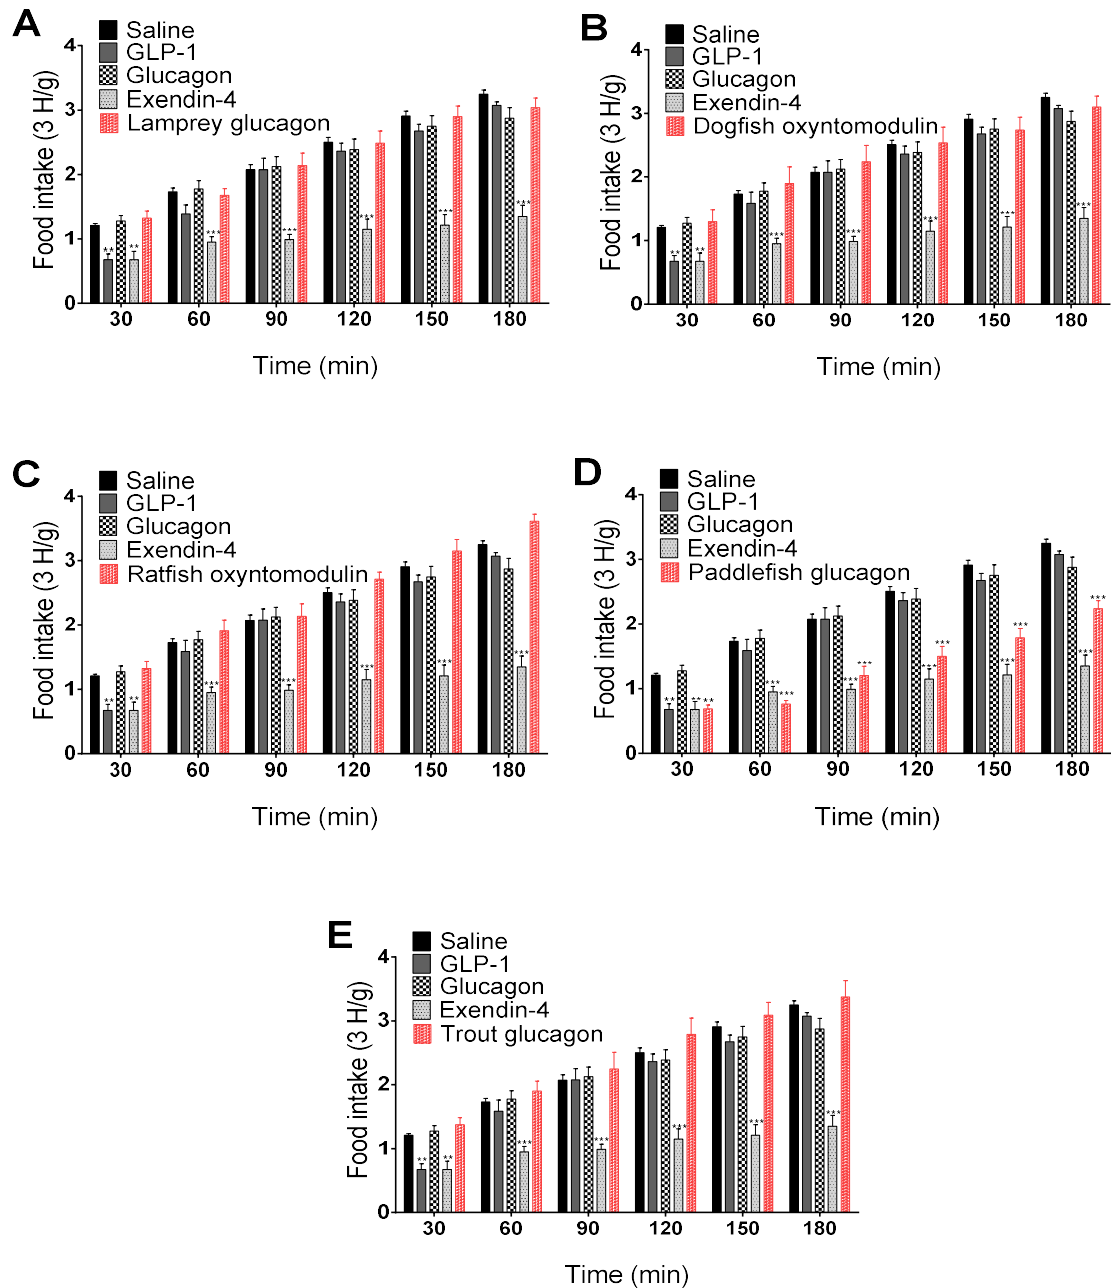 A
Saline
GLP-1
Glucagon
Exendin-4
Lamprey glucagon
Food intake (3 H/g)
4
3
2
1
0
** ** *** *** *** *** ***
30 60 90 120 150 180
Time (min)
B
Saline
GLP-1
Glucagon
Exendin-4
Dogfish oxyntomodulin
Food intake (3 H/g)
4
3
2
1
0
** ** *** *** *** *** ***
30 60 90 120 150 180
Time (min)
C
Saline
GLP-1
Glucagon
Exendin-4
Ratfish oxyntomodulin
Food intake (3 H/g)
4
3
2
1
0
** ** *** *** *** *** ***
30 60 90 120 150 180
Time (min)
D
Saline
GLP-1
Glucagon
Exendin-4
Paddlefish glucagon
Food intake (3 H/g)
4
3
2
1
0
** ** ** *** *** *** *** *** *** *** *** *** ***
30 60 90 120 150 180
Time (min)
E
Saline
GLP-1
Glucagon
Exendin-4
Trout glucagon
Food intake (3 H/g)
4
3
2
1
0
** ** *** *** *** *** ***
30 60 90 120 150 180
Time (min)